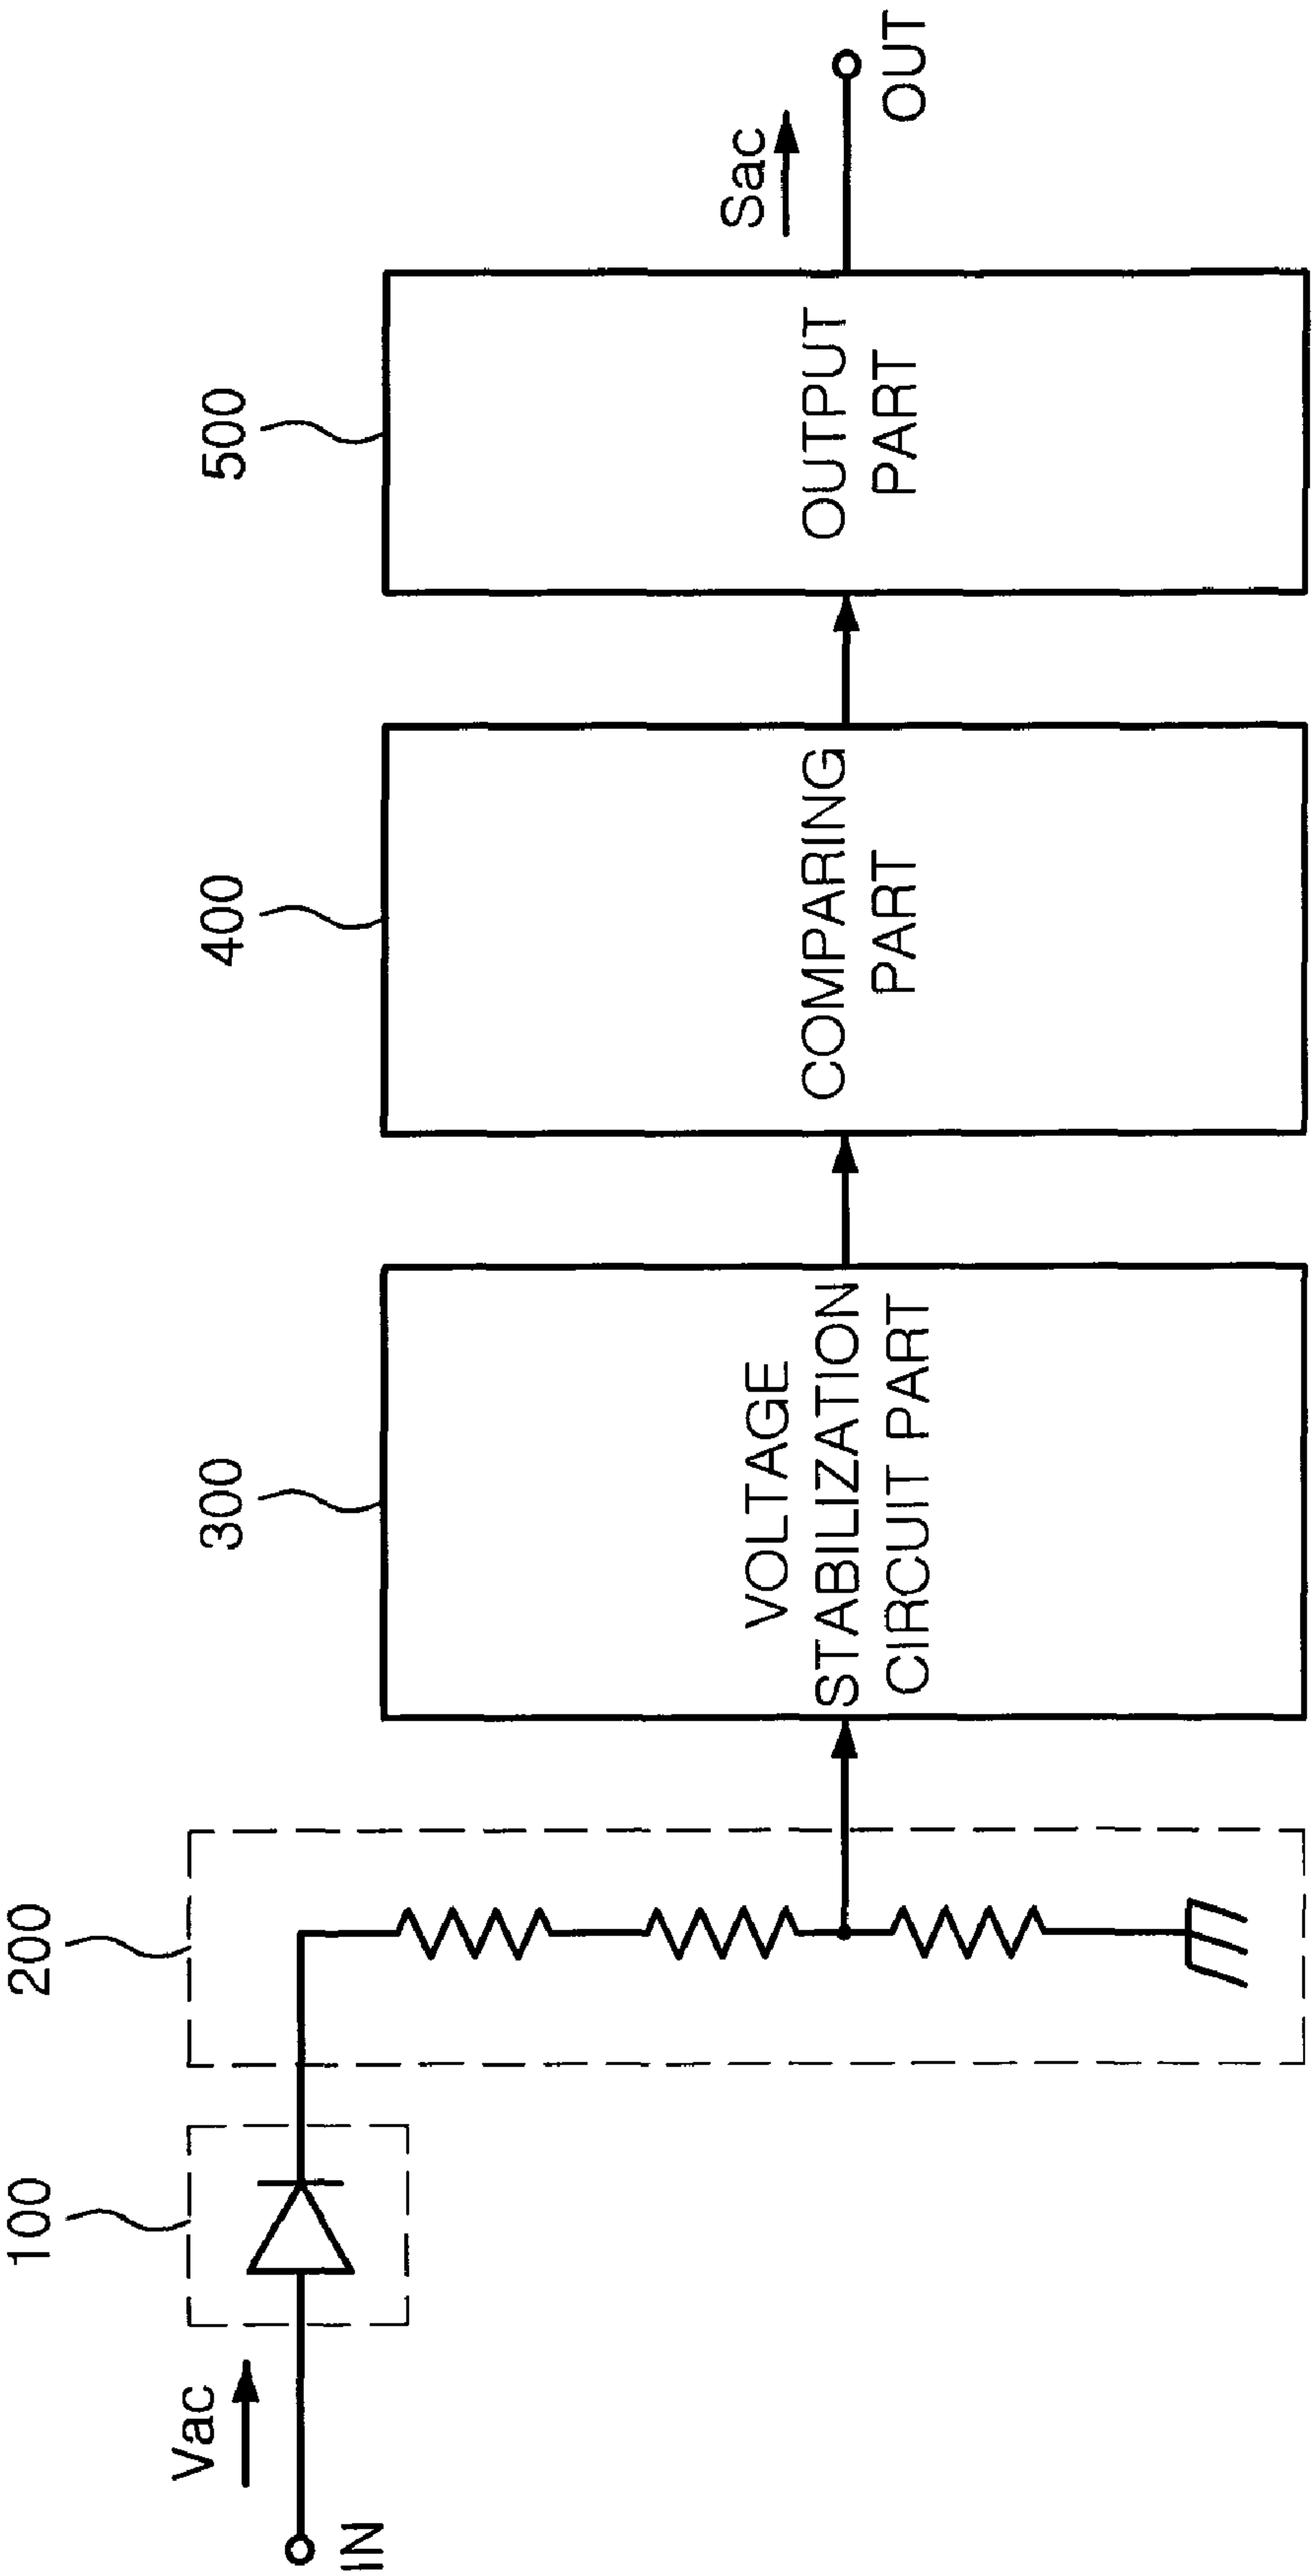 100
200
300
400
500
Vac
IN
VOLTAGE
STABILIZATION
CIRCUIT PART
COMPARING
PART
OUTPUT
PART
Sac
OUT